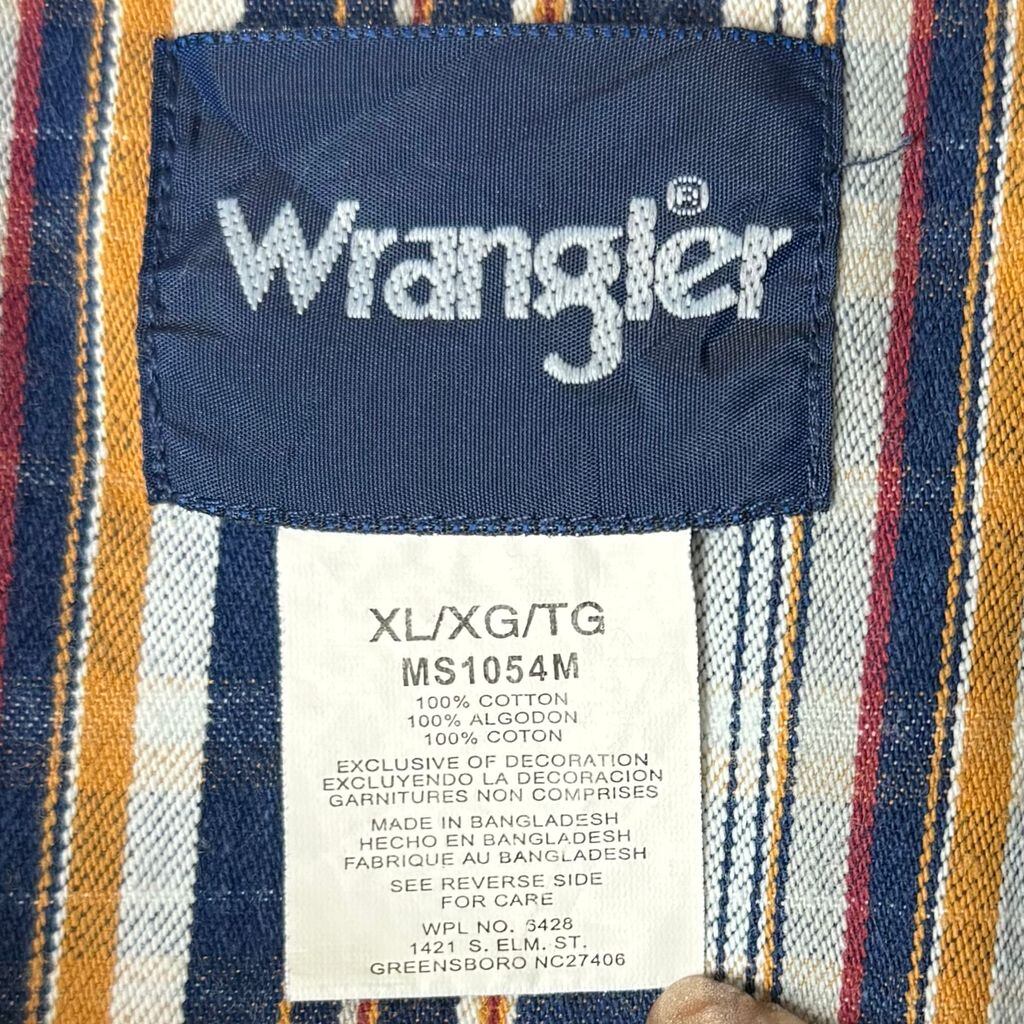 Wrangler®
XL/XG/TG
MS1054M
100% COTTON
100% ALGODON
100% COTON
EXCLUSIVE OF DECORATION
EXCLUYENDO LA DECORACION
GARNITURES NON COMPRISES
MADE IN BANGLADESH
HECHO EN BANGLADESH
FABRIQUE AU BANGLADESH
SEE REVERSE SIDE
FOR CARE
WPL NO. 6428
1421 S. ELM. ST.
GREENSBORO NC27406